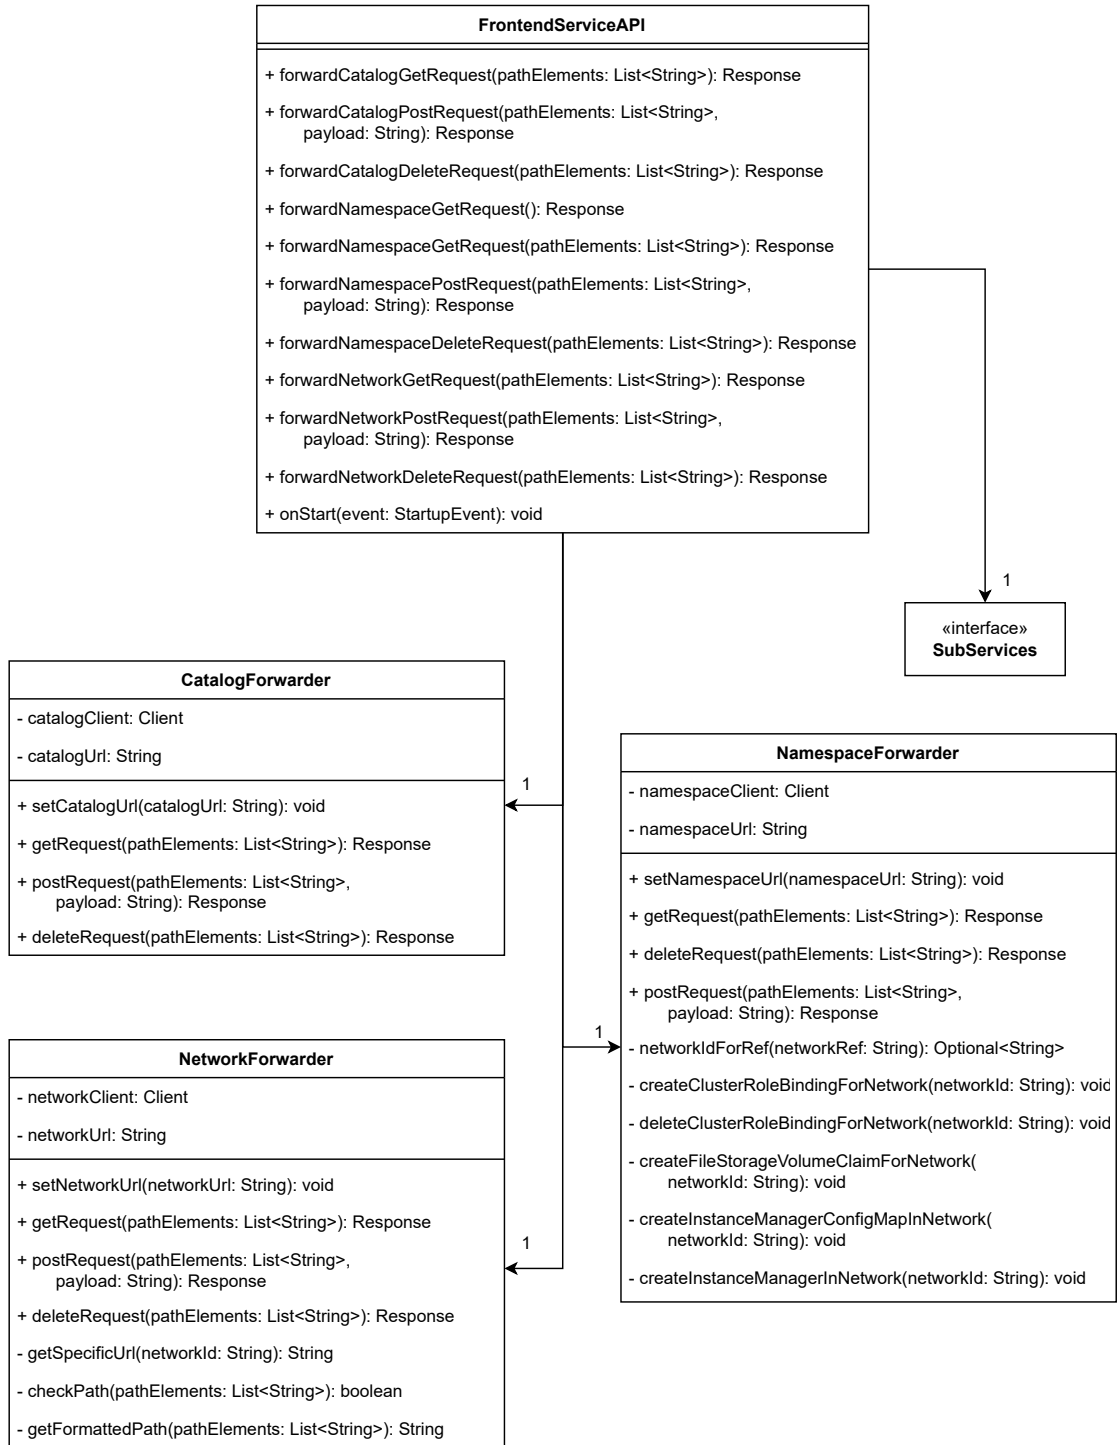 FrontendServiceAPI
+ forwardCatalogGetRequest(pathElements: List<String>): Response
+ forwardCatalogPostRequest(pathElements: List<String>,
payload: String): Response
+ forwardCatalogDeleteRequest(pathElements: List<String>): Response
+ forwardNamespaceGetRequest(): Response
+ forwardNamespaceGetRequest(pathElements: List<String>): Response
+ forwardNamespacePostRequest(pathElements: List<String>,
payload: String): Response
+ forwardNamespaceDeleteRequest(pathElements: List<String>): Response
+ forwardNetworkGetRequest(pathElements: List<String>): Response
+ forwardNetworkPostRequest(pathElements: List<String>,
payload: String): Response
+ forwardNetworkDeleteRequest(pathElements: List<String>): Response
+ onStart(event: StartupEvent): void
1
«interface»
SubServices
CatalogForwarder
- catalogClient: Client
- catalogUrl: String
+ setCatalogUrl(catalogUrl: String): void
+ getRequest(pathElements: List<String>): Response
+ postRequest(pathElements: List<String>,
payload: String): Response
+ deleteRequest(pathElements: List<String>): Response
1
NamespaceForwarder
- namespaceClient: Client
- namespaceUrl: String
+ setNamespaceUrl(namespaceUrl: String): void
+ getRequest(pathElements: List<String>): Response
+ deleteRequest(pathElements: List<String>): Response
+ postRequest(pathElements: List<String>,
payload: String): Response
- networkIdForRef(networkRef: String): Optional<String>
- createClusterRoleBindingForNetwork(networkId: String): void
- deleteClusterRoleBindingForNetwork(networkId: String): void
- createFileStorageVolumeClaimForNetwork(
networkId: String): void
- createInstanceManagerConfigMapInNetwork(
networkId: String): void
- createInstanceManagerInNetwork(networkId: String): void
1
NetworkForwarder
- networkClient: Client
- networkUrl: String
+ setNetworkUrl(networkUrl: String): void
+ getRequest(pathElements: List<String>): Response
+ postRequest(pathElements: List<String>,
payload: String): Response
+ deleteRequest(pathElements: List<String>): Response
- getSpecificUrl(networkId: String): String
- checkPath(pathElements: List<String>): boolean
- getFormattedPath(pathElements: List<String>): String
1